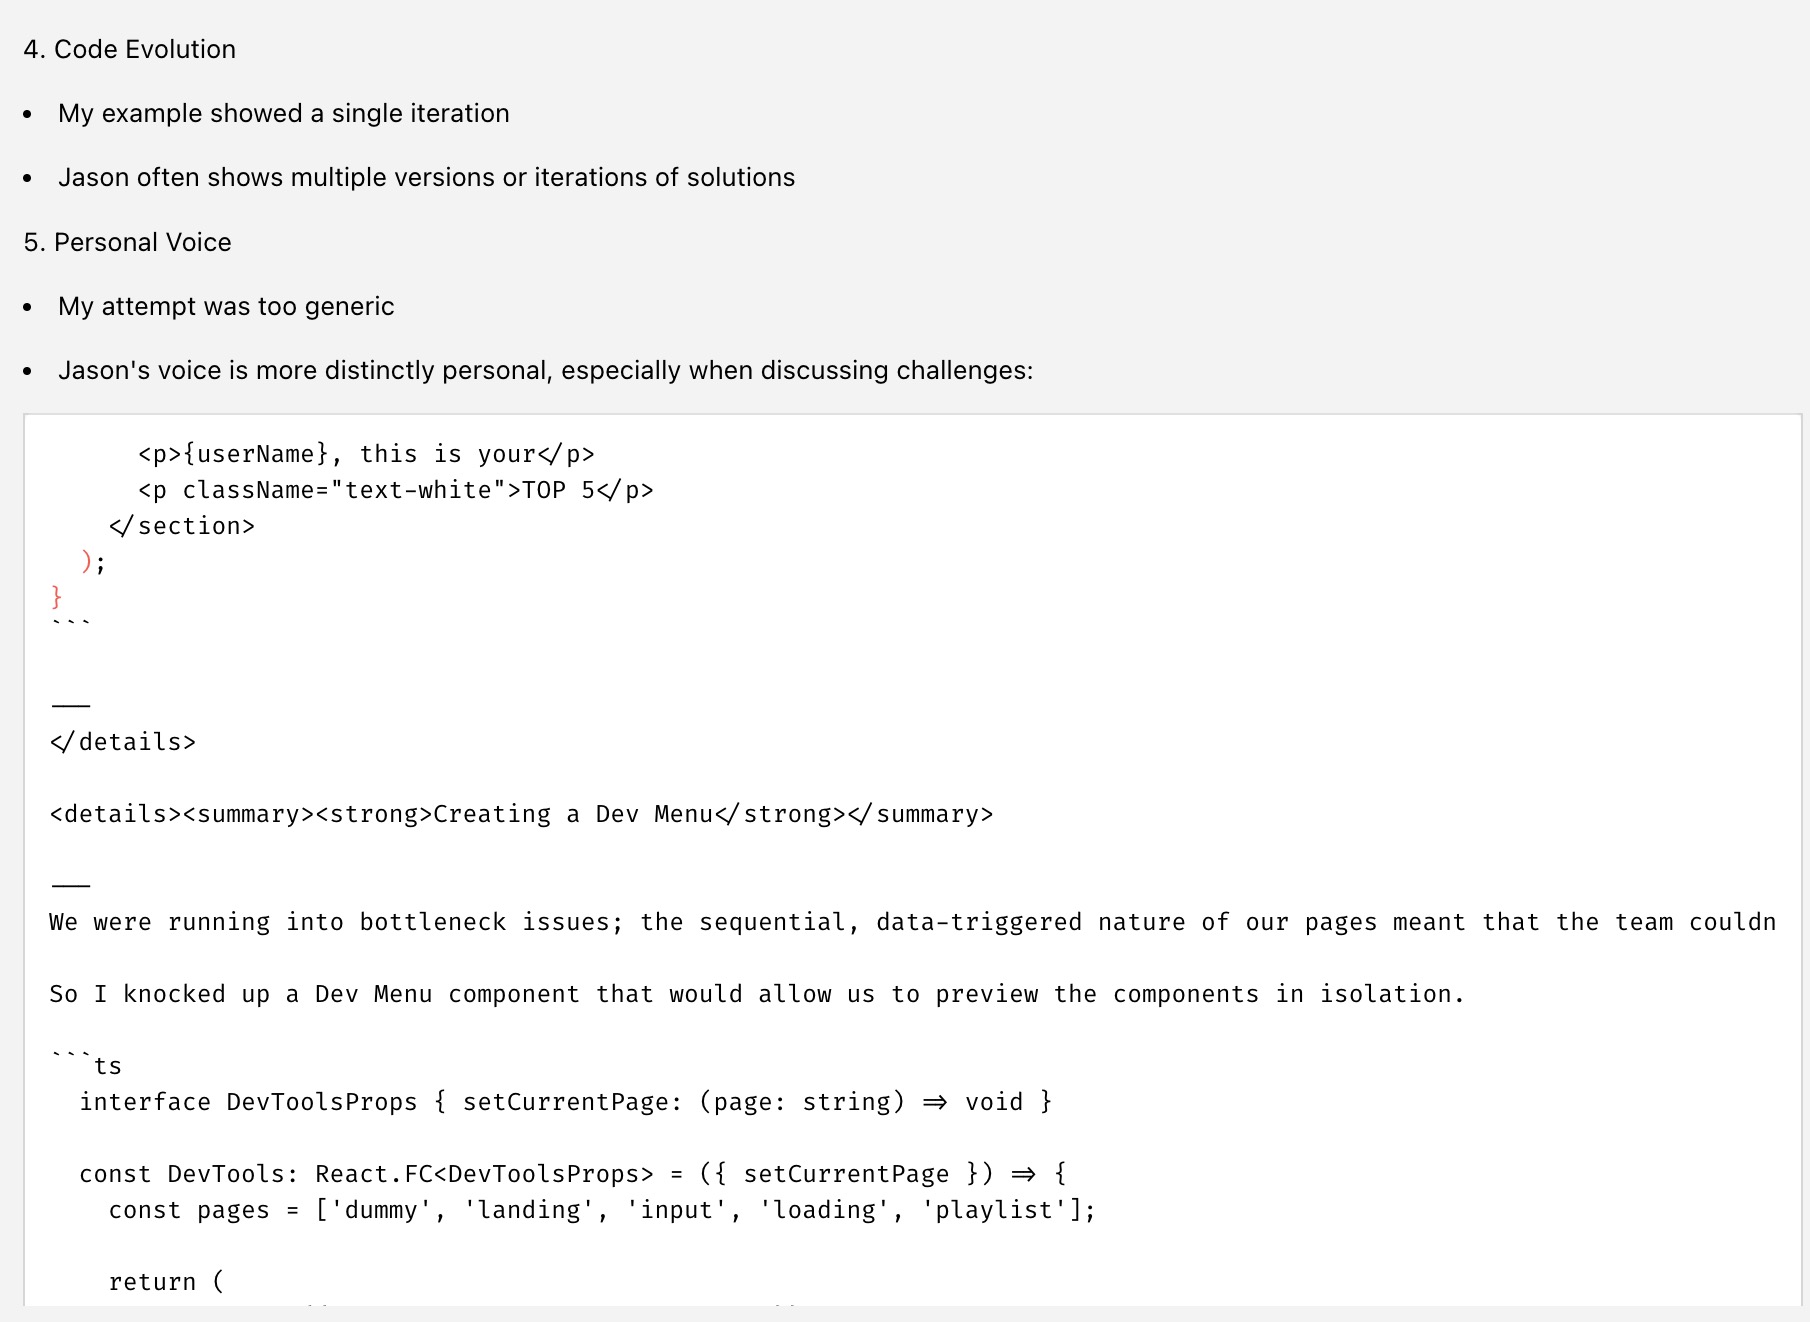 4. Code Evolution
• My example showed a single iteration
• Jason often shows multiple versions or iterations of solutions
5. Personal Voice
• My attempt was too generic
• Jason's voice is more distinctly personal, especially when discussing challenges:
      <p>{userName}, this is your</p>
      <p className="text-white">TOP 5</p>
    </section>
  );
}
```
---
</details>
<details><summary><strong>Creating a Dev Menu</strong></summary>
---
We were running into bottleneck issues; the sequential, data-triggered nature of our pages meant that the team couldn
So I knocked up a Dev Menu component that would allow us to preview the components in isolation.
```ts
  interface DevToolsProps { setCurrentPage: (page: string) => void }
  const DevTools: React.FC<DevToolsProps> = ({ setCurrentPage }) => {
    const pages = ['dummy', 'landing', 'input', 'loading', 'playlist'];
    return (